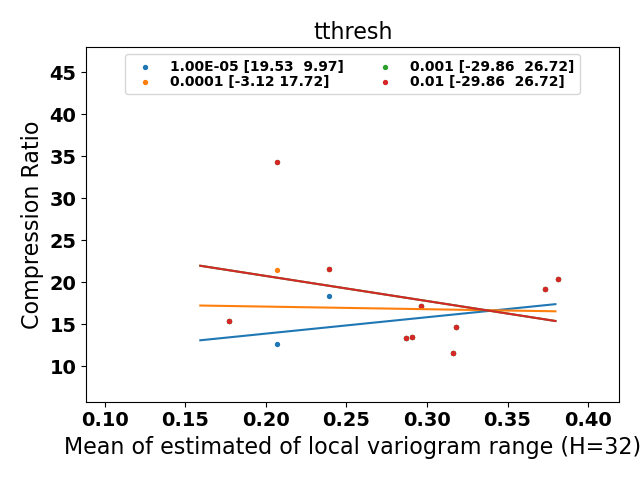 tthresh
1.00E-05 [19.53  9.97]
0.0001 [-3.12 17.72]
0.001 [-29.86  26.72]
0.01 [-29.86  26.72]
Compression Ratio
45
40
35
30
25
20
15
10
0.10 0.15 0.20 0.25 0.30 0.35 0.40
Mean of estimated of local variogram range (H=32)